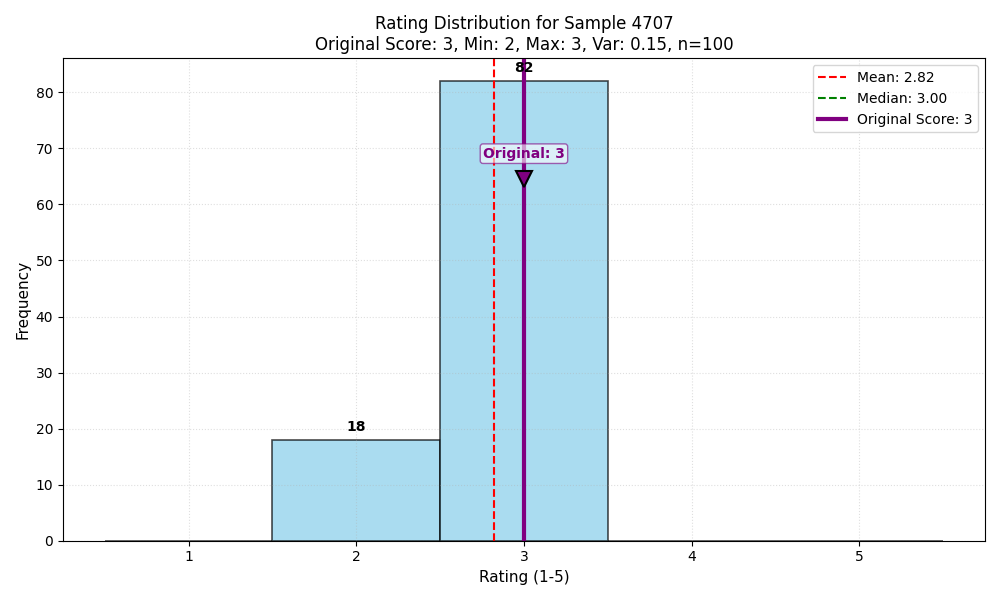 Rating Distribution for Sample 4707
Original Score: 3, Min: 2, Max: 3, Var: 0.15, n=100
82
Mean: 2.82
Median: 3.00
Original Score: 3
Original: 3
18
Frequency
80
70
60
50
40
30
20
10
0
1 2 3 4 5
Rating (1-5)